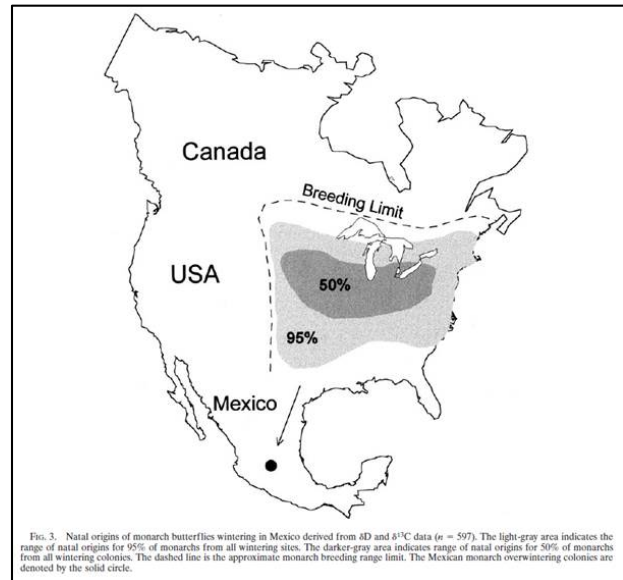 Canada
Breeding Limit
USA
50%
95%
Mexico
FIG. 3. Natal origins of monarch butterflies wintering in Mexico derived from δD and δ¹³C data (n = 597). The light-gray area indicates the
range of natal origins for 95% of monarchs from all wintering sites. The darker-gray area indicates range of natal origins for 50% of monarchs
from all wintering colonies. The dashed line is the approximate monarch breeding range limit. The Mexican monarch overwintering colonies are
denoted by the solid circle.